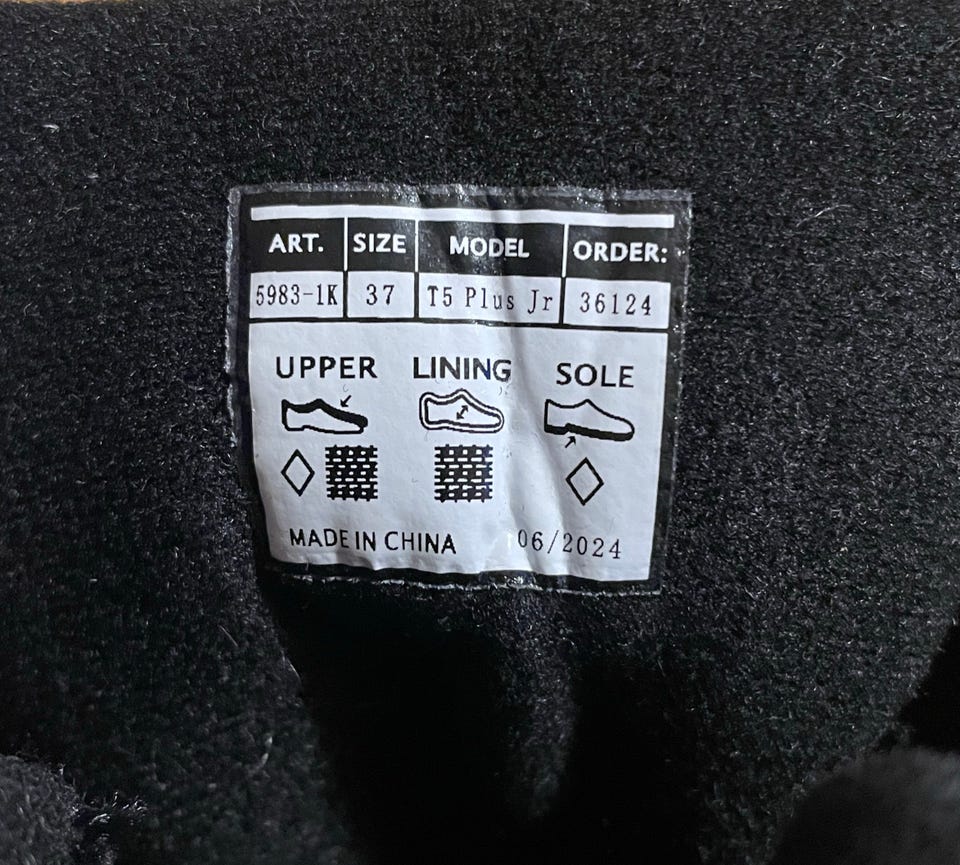 ART. SIZE MODEL ORDER:
5983-1K 37 T5 Plus Jr 36124
UPPER LINING SOLE
MADE IN CHINA 06/2024